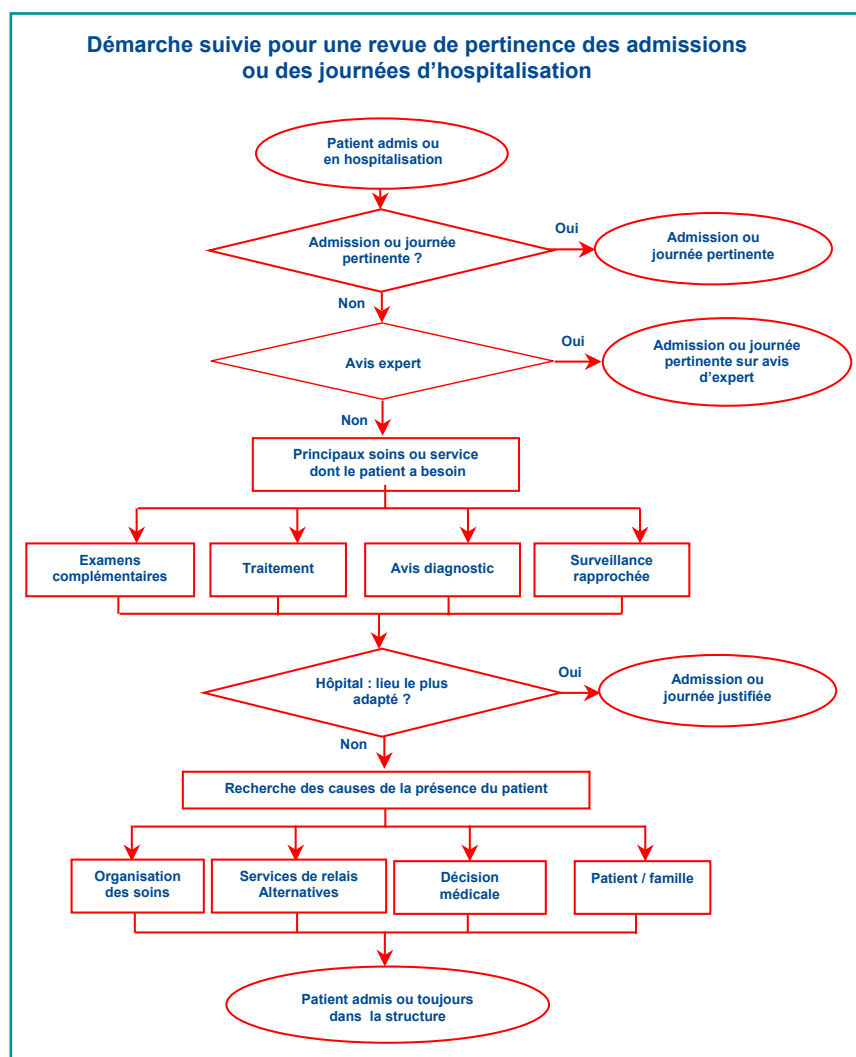 Démarche suivie pour une revue de pertinence des admissions
ou des journées d’hospitalisation
Patient admis ou
en hospitalisation
Admission ou journée
pertinente ?
Oui
Admission ou
journée pertinente
Non
Avis expert
Oui
Admission ou journée
pertinente sur avis
d’expert
Non
Principaux soins ou service
dont le patient a besoin
Examens
complémentaires
Traitement
Avis diagnostic
Surveillance
rapprochée
Hôpital : lieu le plus
adapté ?
Oui
Admission ou
journée justifiée
Non
Recherche des causes de la présence du patient
Organisation
des soins
Services de relais
Alternatives
Décision
médicale
Patient / famille
Patient admis ou toujours
dans la structure